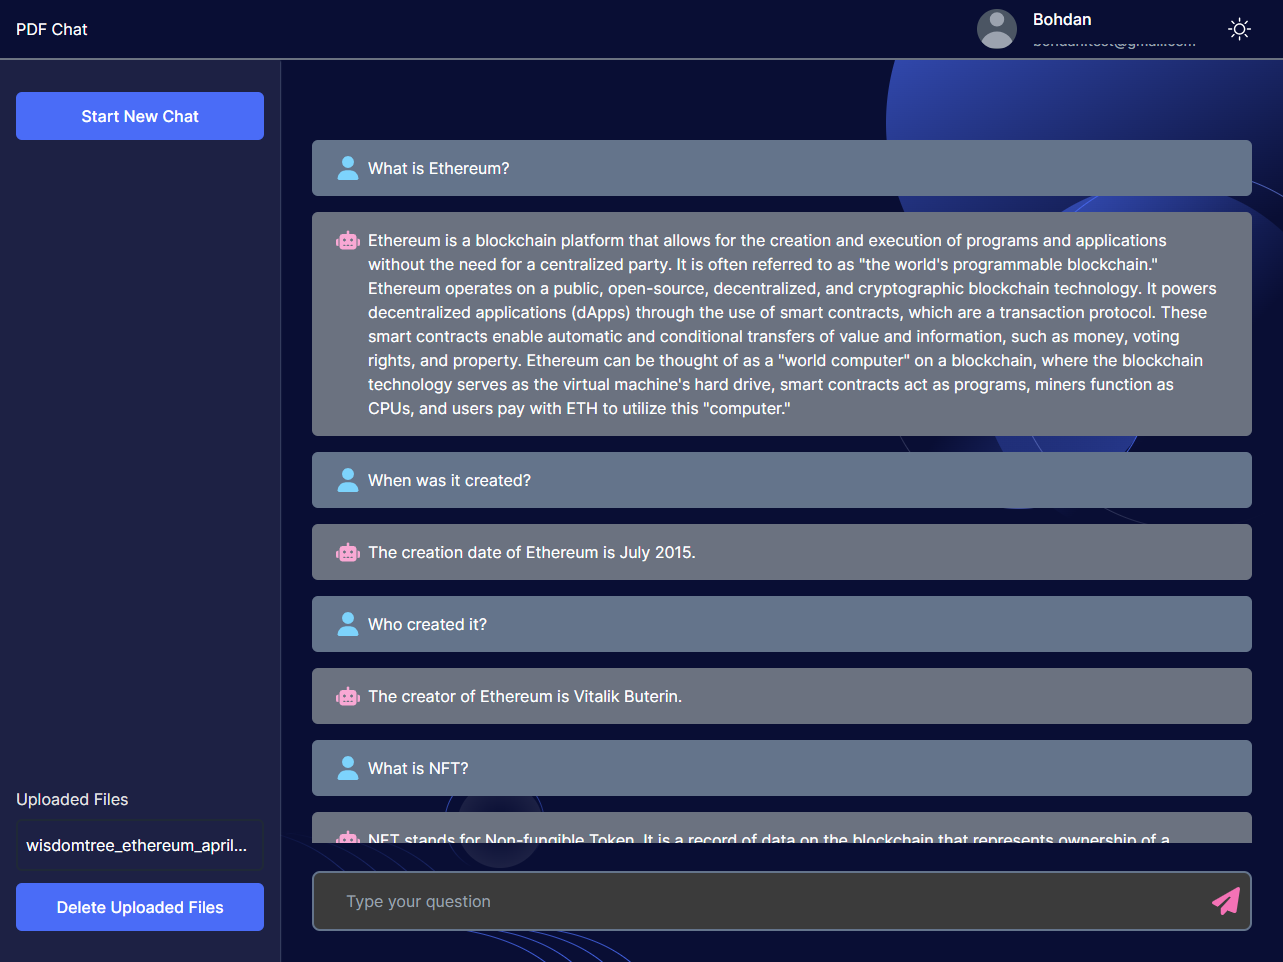 PDF Chat
Bohdan
Start New Chat
What is Ethereum?
Ethereum is a blockchain platform that allows for the creation and execution of programs and applications
without the need for a centralized party. It is often referred to as "the world's programmable blockchain."
Ethereum operates on a public, open-source, decentralized, and cryptographic blockchain technology. It powers
decentralized applications (dApps) through the use of smart contracts, which are a transaction protocol. These
smart contracts enable automatic and conditional transfers of value and information, such as money, voting
rights, and property. Ethereum can be thought of as a "world computer" on a blockchain, where the blockchain
technology serves as the virtual machine's hard drive, smart contracts act as programs, miners function as
CPUs, and users pay with ETH to utilize this "computer."
When was it created?
The creation date of Ethereum is July 2015.
Who created it?
The creator of Ethereum is Vitalik Buterin.
What is NFT?
NFT stands for Non-fungible Token. It is a record of data on the blockchain that represents ownership of a
Uploaded Files
wisdomtree_ethereum_april...
Delete Uploaded Files
Type your question